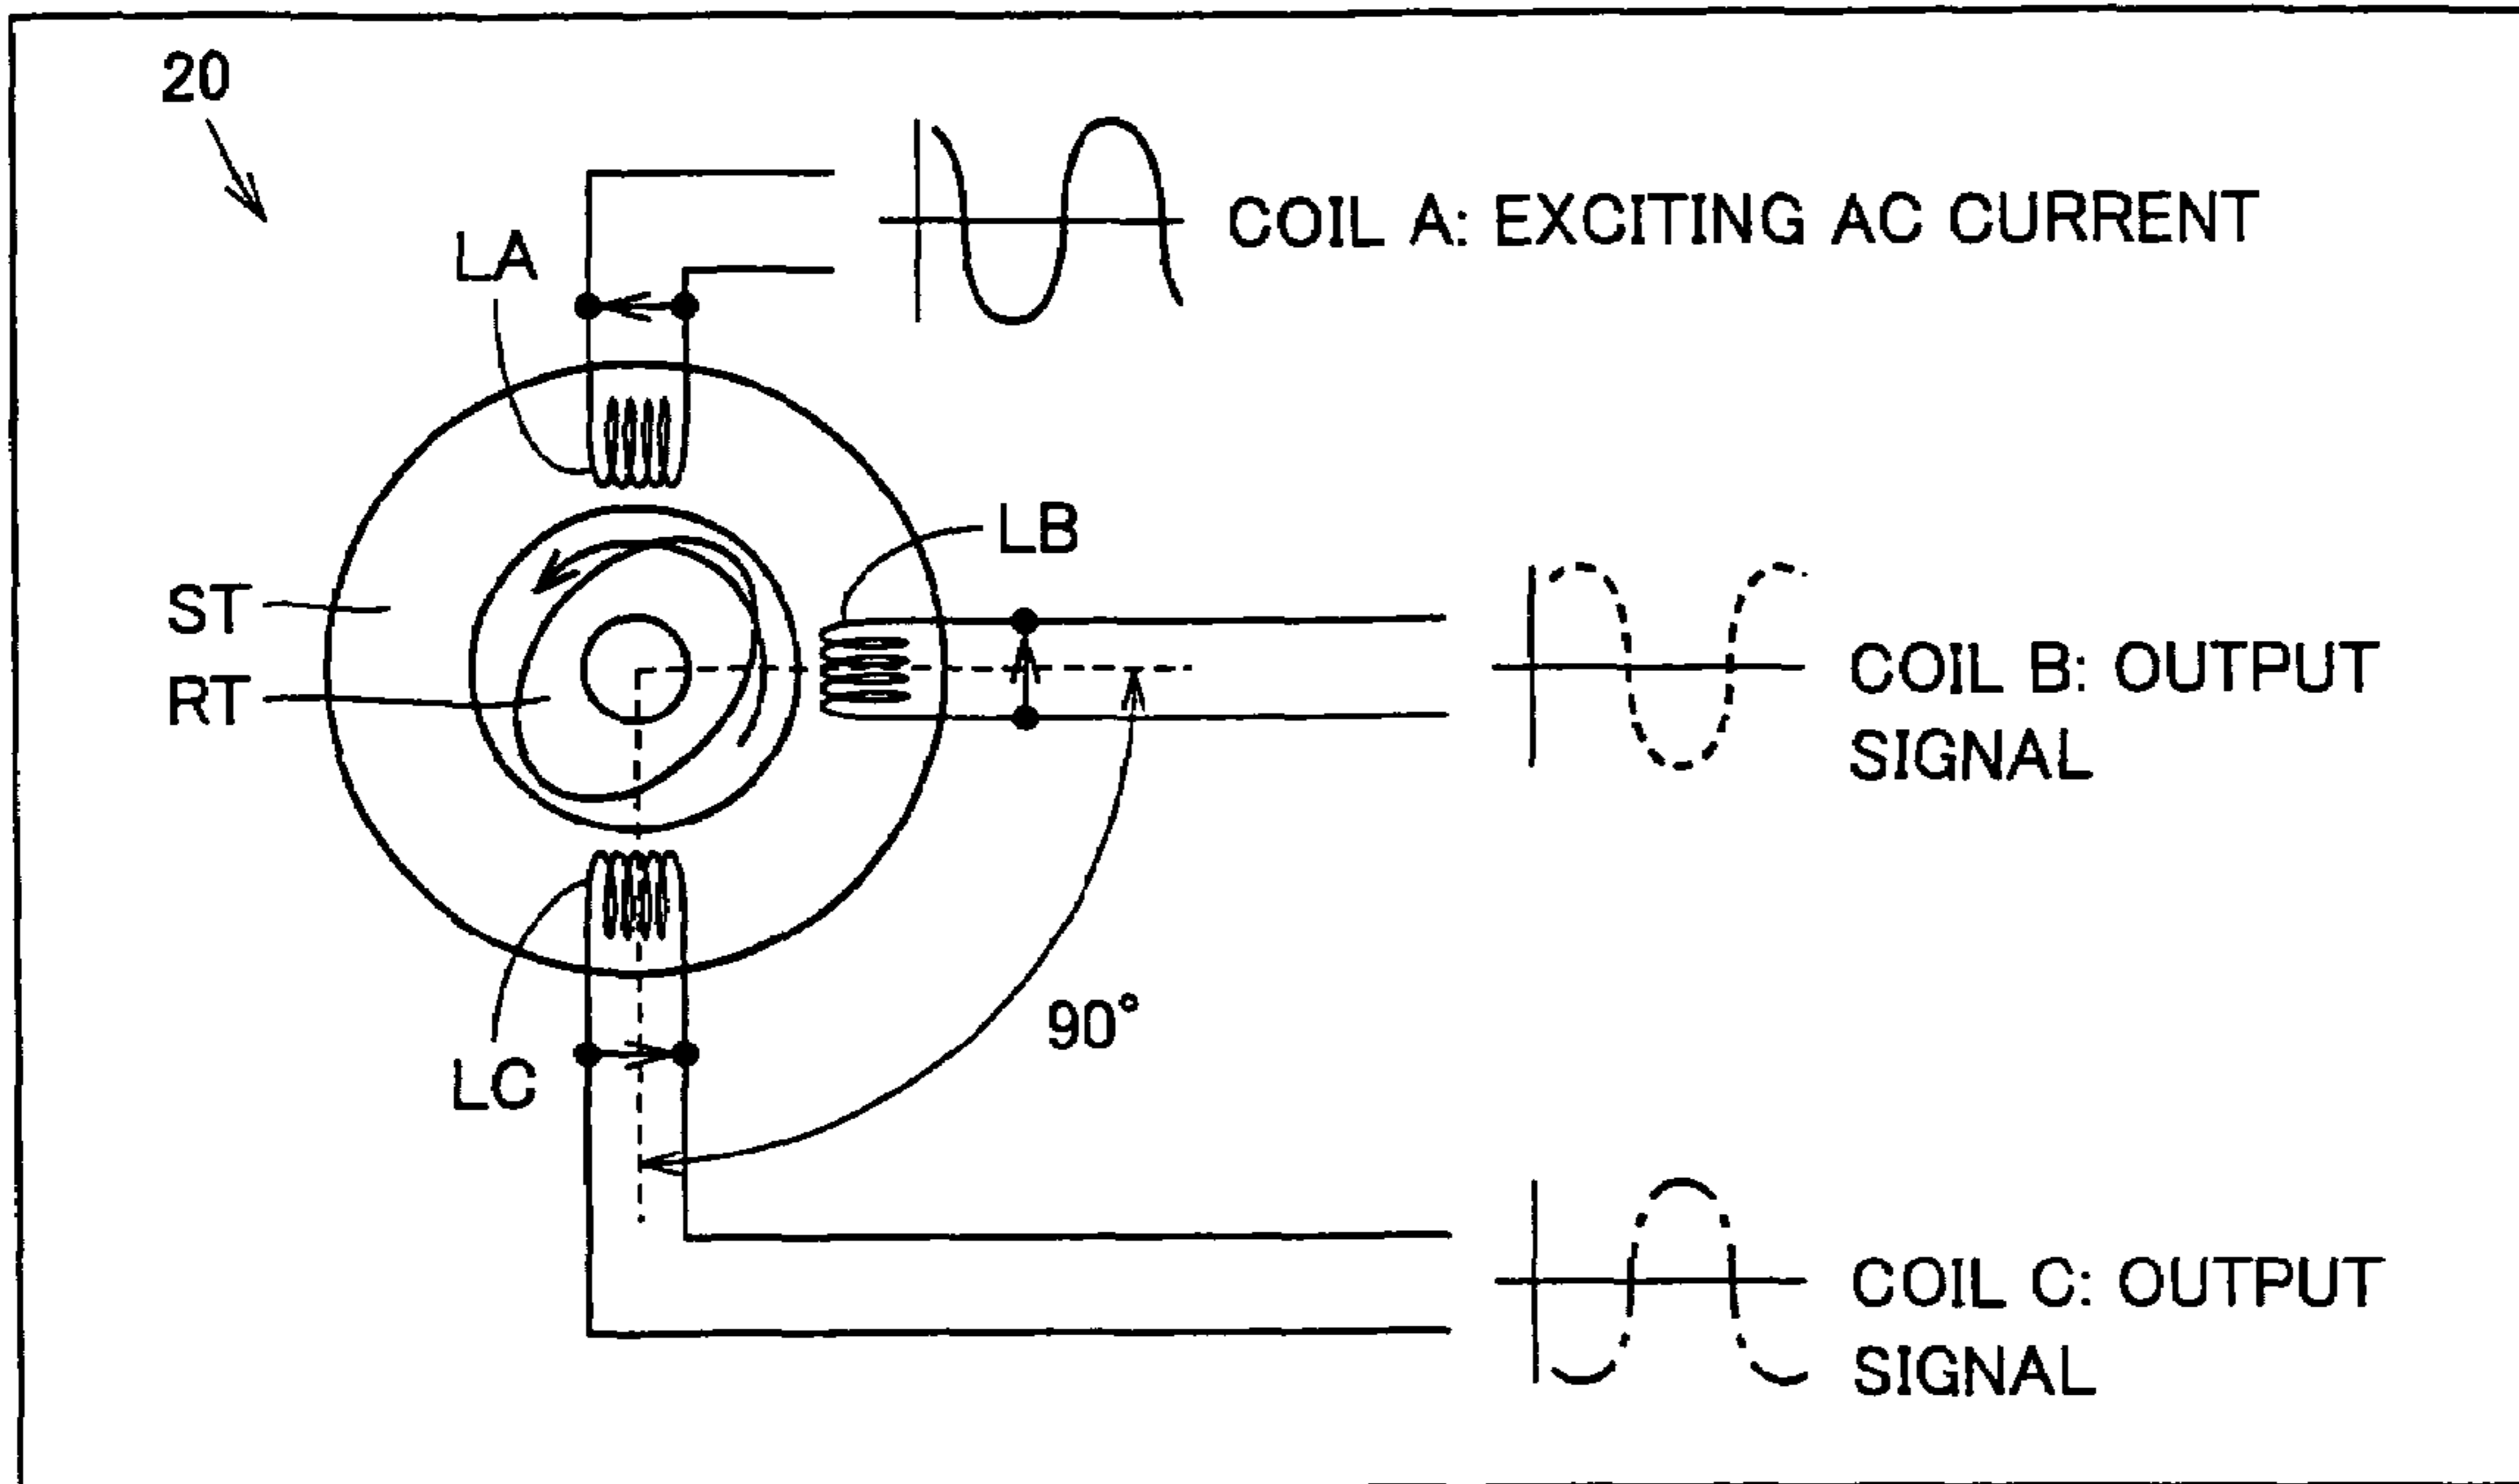 20
LA
COIL A: EXCITING AC CURRENT
LB
ST
RT
COIL B: OUTPUT
SIGNAL
90°
LC
COIL C: OUTPUT
SIGNAL